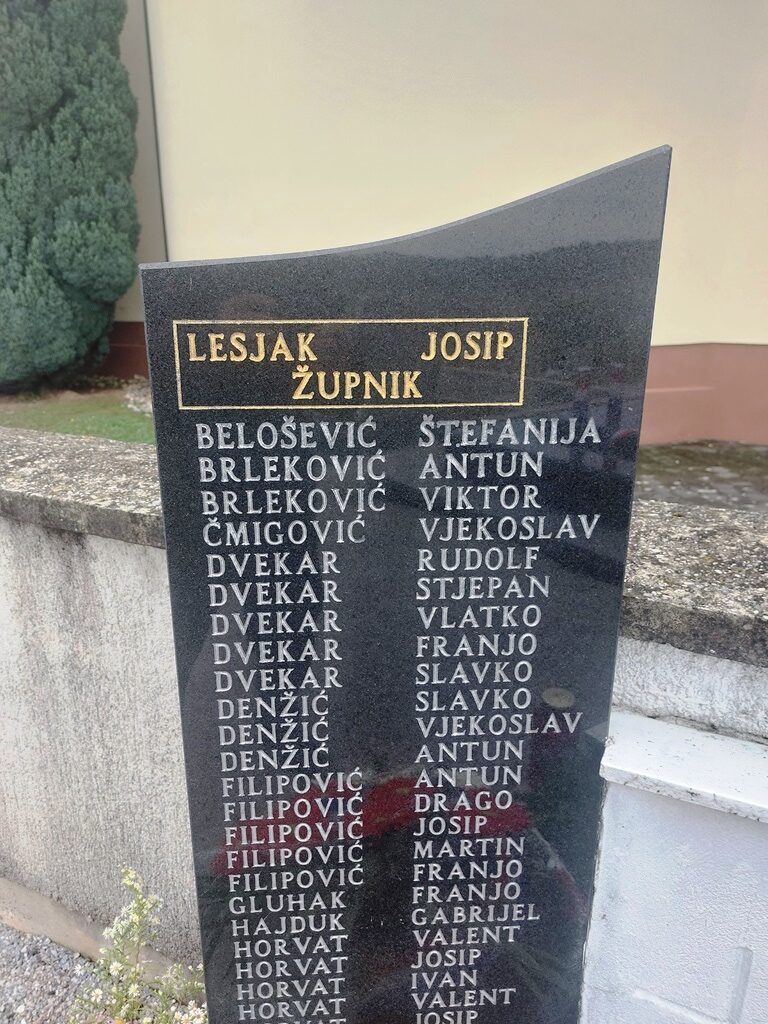 LESJAK JOSIP
ŽUPNIK
BELOŠEVIĆ ŠTEFANIJA
BRLEKOVIĆ ANTUN
BRLEKOVIĆ VIKTOR
ČMIGOVIĆ VJEKOSLAV
DVEKAR RUDOLF
DVEKAR STJEPAN
DVEKAR VLATKO
DVEKAR FRANJO
DVEKAR SLAVKO
DENŽIĆ SLAVKO
DENŽIĆ VJEKOSLAV
DENŽIĆ ANTUN
FILIPOVIĆ ANTUN
FILIPOVIĆ DRAGO
FILIPOVIĆ JOSIP
FILIPOVIĆ MARTIN
FILIPOVIĆ FRANJO
GLUHAK FRANJO
HAJDUK GABRIJEL
HORVAT VALENT
HORVAT JOSIP
HORVAT IVAN
HORVAT VALENT
JOSIP